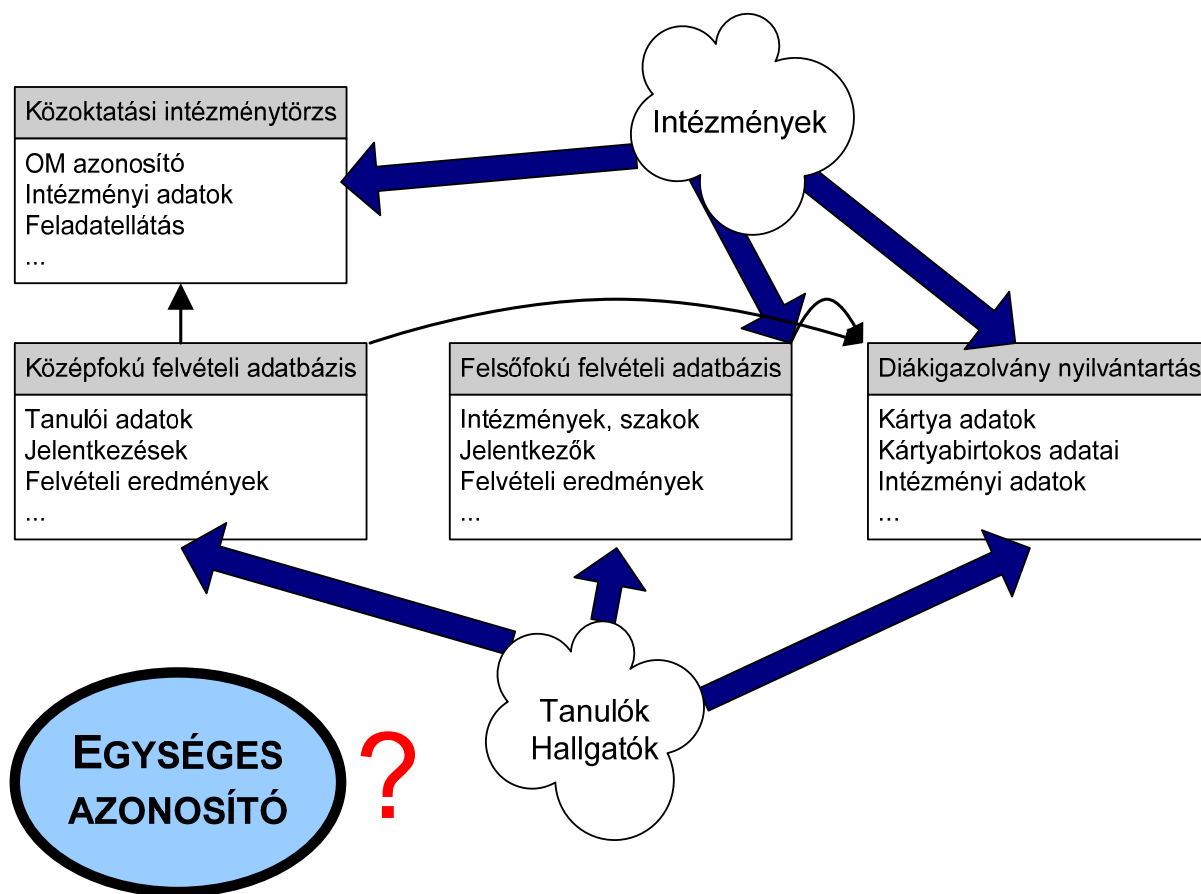 Intézmények
Közoktatási intézménytörzs
OM azonosító
Intézményi adatok
Feladatellátás
...
Középfokú felvételi adatbázis
Tanulói adatok
Jelentkezések
Felvételi eredmények
...
Felsőfokú felvételi adatbázis
Intézmények, szakok
Jelentkezők
Felvételi eredmények
...
Diákigazolvány nyilvántartás
Kártya adatok
Kártyabirtokos adatai
Intézményi adatok
...
Tanulók
Hallgatók
EGYSÉGES
AZONOSÍTÓ
?